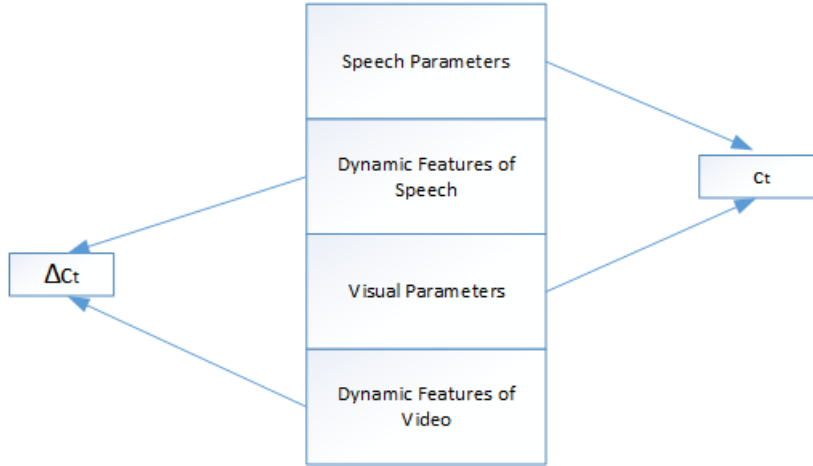 Speech Parameters
Dynamic Features of
Speech
Visual Parameters
Dynamic Features of
Video
ΔCt
ct